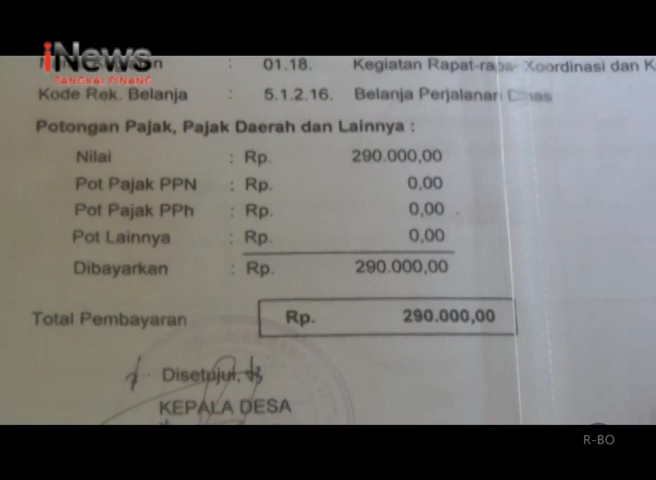 iNews
PANGKAL PINANG
01.18. Kegiatan Rapat-rapat Koordinasi dan K
Kode Rek. Belanja : 5.1.2.16. Belanja Perjalanan Dinas
Potongan Pajak, Pajak Daerah dan Lainnya :
Nilai : Rp. 290.000,00
Pot Pajak PPN : Rp. 0,00
Pot Pajak PPh : Rp. 0,00
Pot Lainnya : Rp. 0,00
Dibayarkan : Rp. 290.000,00
Total Pembayaran Rp. 290.000,00
Disetujui,
KEPALA DESA
R-BO